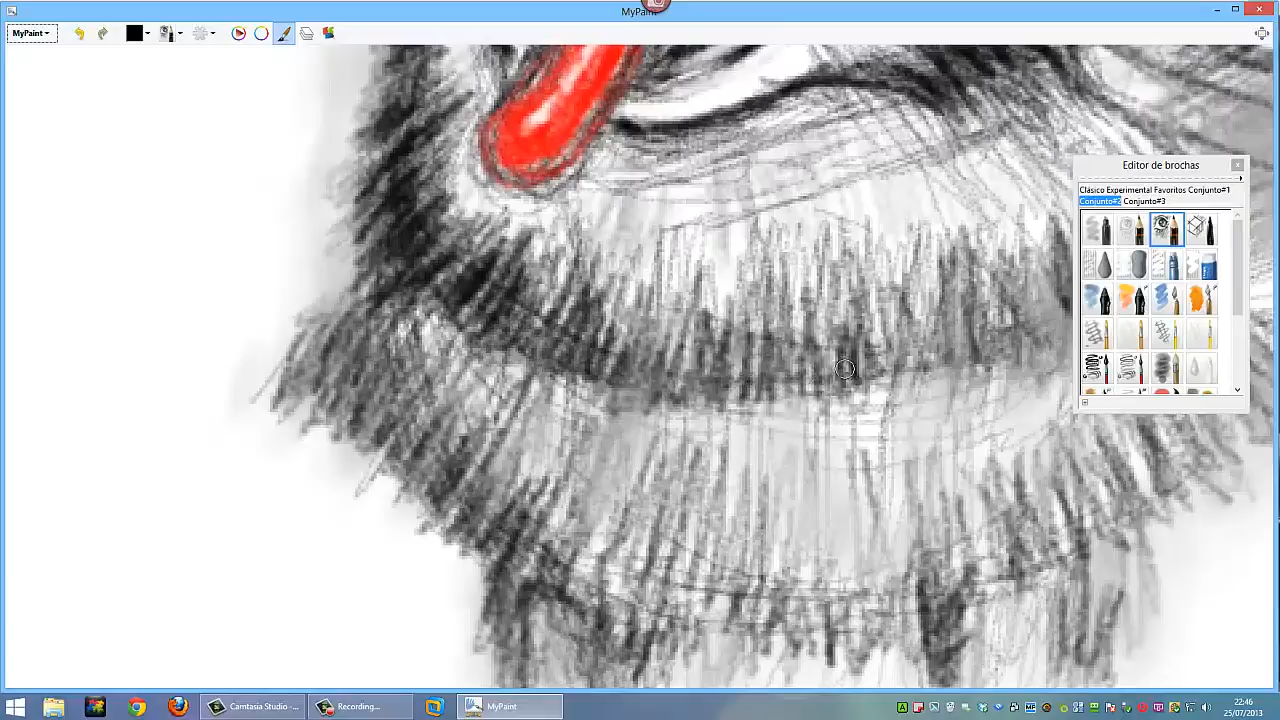 MyPaint
MyPaint
Editor de brochas
Clásico Experimental Favoritos Conjunto#1
Conjunto#2 Conjunto#3
Camtasia Studio -...
Recording...
MyPaint
22:46
25/07/2013